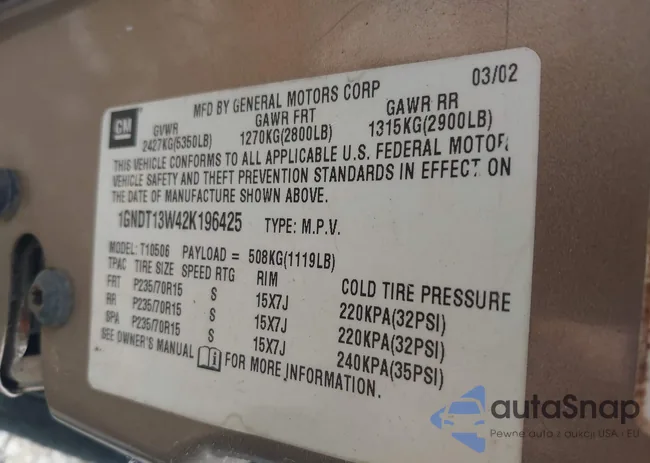 03/02
MFD BY GENERAL MOTORS CORP
GM
GVWR GAWR FRT GAWR RR
2427KG(5350LB) 1270KG(2800LB) 1315KG(2900LB)
THIS VEHICLE CONFORMS TO ALL APPLICABLE U.S. FEDERAL MOTOR
VEHICLE SAFETY AND THEFT PREVENTION STANDARDS IN EFFECT ON
THE DATE OF MANUFACTURE SHOWN ABOVE.
1GNDT13W42K196425 TYPE: M.P.V.
MODEL: T10506 PAYLOAD = 508KG(1119LB)
TPAC TIRE SIZE SPEED RTG RIM COLD TIRE PRESSURE
FRT P235/70R15 S 15X7J 220KPA(32PSI)
RR P235/70R15 S 15X7J 220KPA(32PSI)
SPA P235/70R15 S 15X7J 240KPA(35PSI)
SEE OWNER'S MANUAL FOR MORE INFORMATION.
autaSnap
Pewne auta z aukcji USA - EU